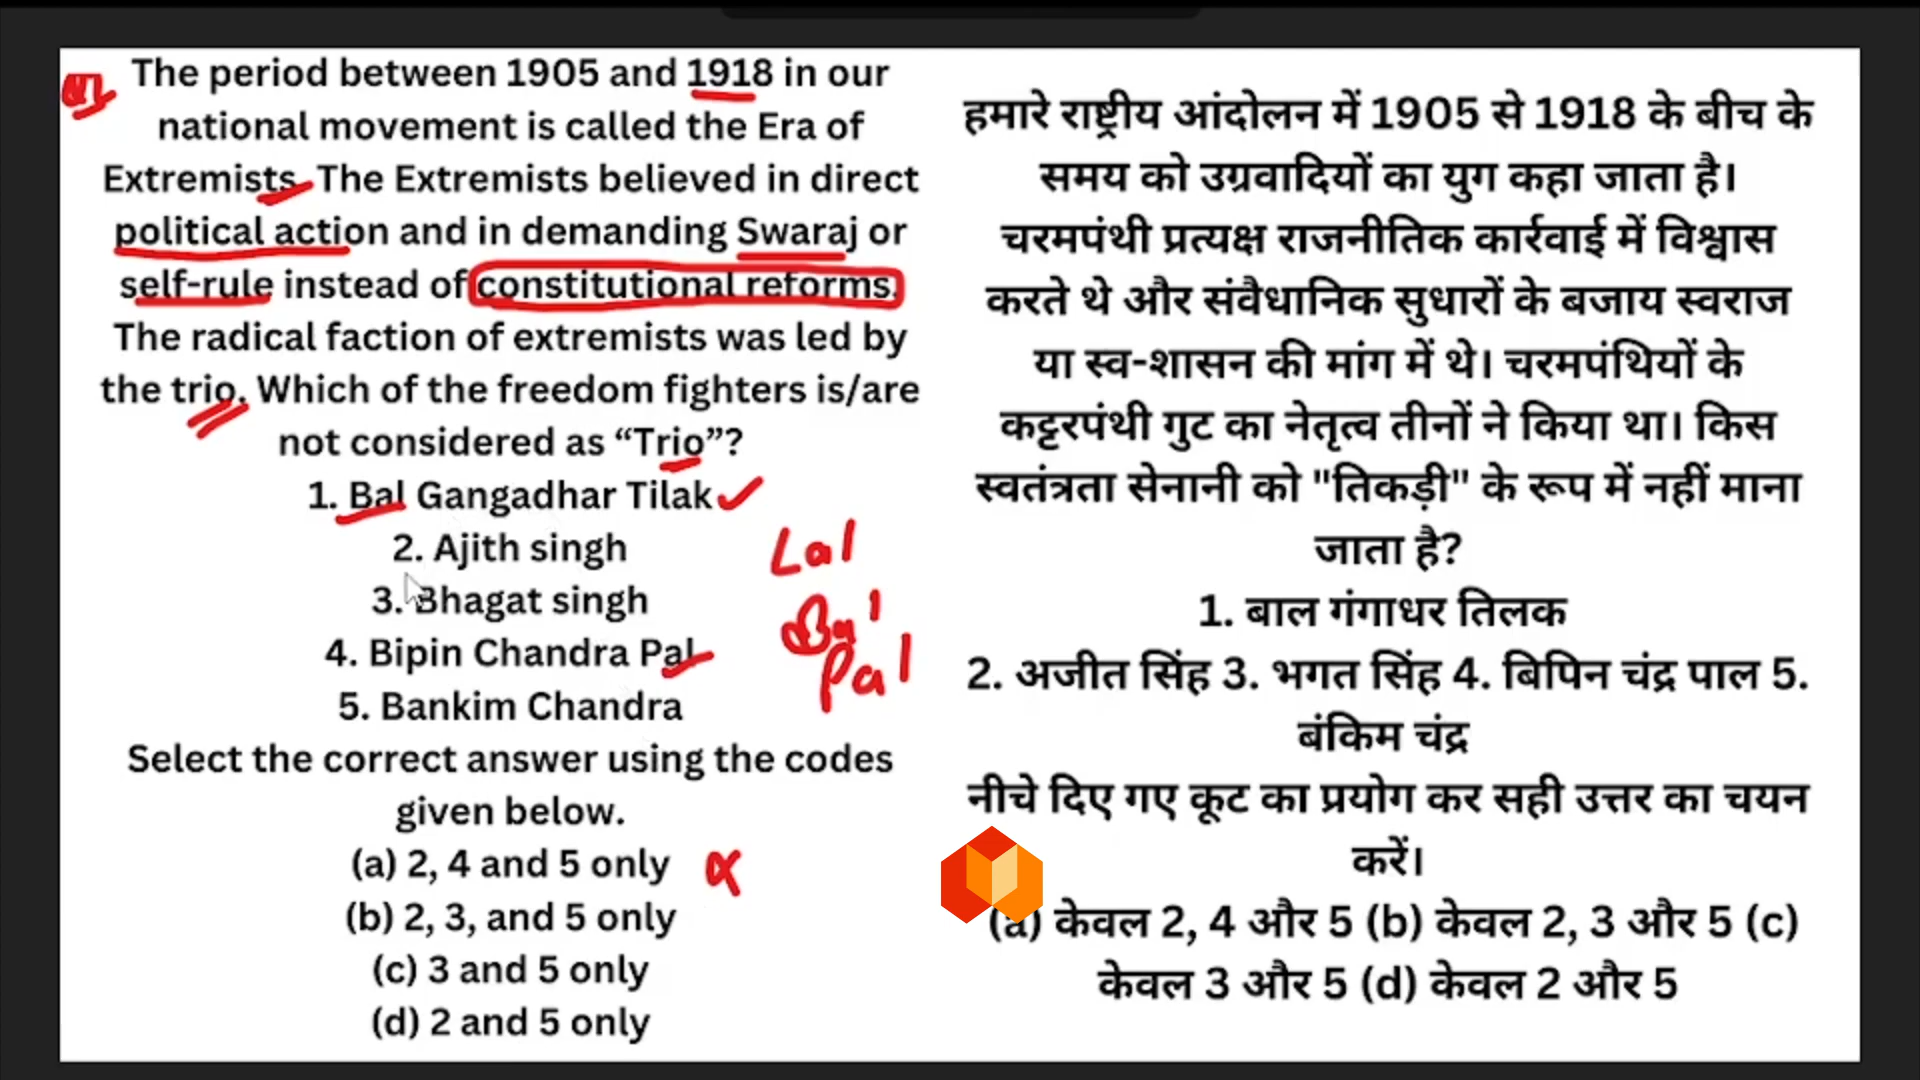 Q1
The period between 1905 and 1918 in our
national movement is called the Era of
Extremists. The Extremists believed in direct
political action and in demanding Swaraj or
self-rule instead of constitutional reforms.
The radical faction of extremists was led by
the trio. Which of the freedom fighters is/are
not considered as “Trio”?
1. Bal Gangadhar Tilak
2. Ajith singh
3. Bhagat singh
4. Bipin Chandra Pal
5. Bankim Chandra
Select the correct answer using the codes
given below.
(a) 2, 4 and 5 only
(b) 2, 3, and 5 only
(c) 3 and 5 only
(d) 2 and 5 only
Lal
Bal
Pal
हमारे राष्ट्रीय आंदोलन में 1905 से 1918 के बीच के
समय को उग्रवादियों का युग कहा जाता है।
चरमपंथी प्रत्यक्ष राजनीतिक कार्रवाई में विश्वास
करते थे और संवैधानिक सुधारों के बजाय स्वराज
या स्व-शासन की मांग में थे। चरमपंथियों के
कट्टरपंथी गुट का नेतृत्व तीनों ने किया था। किस
स्वतंत्रता सेनानी को "तिकड़ी" के रूप में नहीं माना
जाता है?
1. बाल गंगाधर तिलक
2. अजीत सिंह 3. भगत सिंह 4. बिपिन चंद्र पाल 5.
बंकिम चंद्र
नीचे दिए गए कूट का प्रयोग कर सही उत्तर का चयन
करें।
(a) केवल 2, 4 और 5 (b) केवल 2, 3 और 5 (c)
केवल 3 और 5 (d) केवल 2 और 5